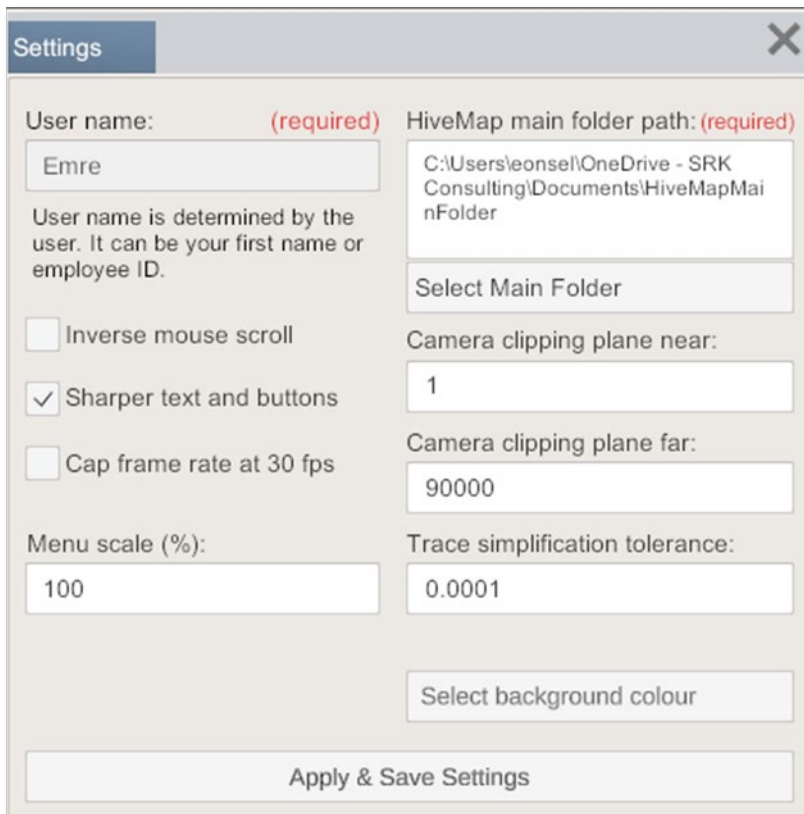 Settings
User name: (required)
Emre
User name is determined by the
user. It can be your first name or
employee ID.
Inverse mouse scroll
Sharper text and buttons
Cap frame rate at 30 fps
Menu scale (%):
100
HiveMap main folder path: (required)
C:\Users\eonsel\OneDrive - SRK
Consulting\Documents\HiveMapMai
nFolder
Select Main Folder
Camera clipping plane near:
1
Camera clipping plane far:
90000
Trace simplification tolerance:
0.0001
Select background colour
Apply & Save Settings